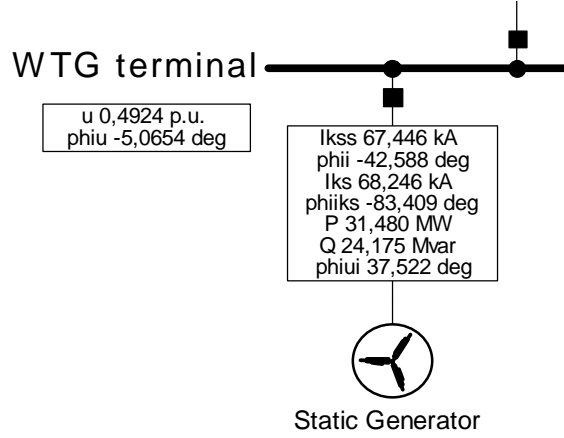 WTG terminal
u 0,4924 p.u.
phiu -5,0654 deg
Ikss 67,446 kA
phii -42,588 deg
Iks 68,246 kA
phiiks -83,409 deg
P 31,480 MW
Q 24,175 Mvar
phiui 37,522 deg
Static Generator